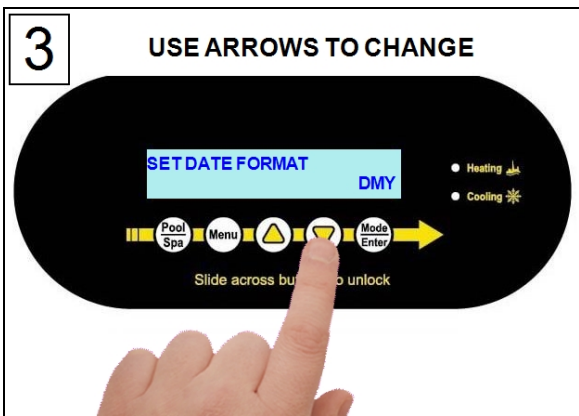 3
USE ARROWS TO CHANGE
SET DATE FORMAT
DMY
Heating
Cooling
Pool
Spa
Menu
Mode
Enter
Slide across bu o unlock